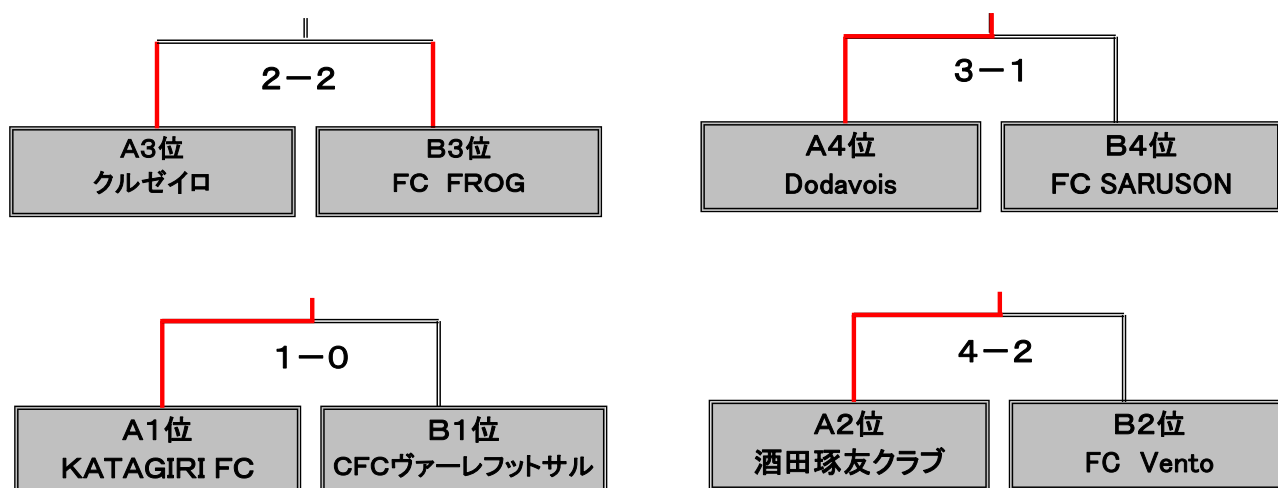 2－2
A3位
クルゼイロ
B3位
FC　FROG
3－1
A4位
Dodavois
B4位
FC SARUSON
1－0
A1位
KATAGIRI FC
B1位
CFCヴァーレフットサル
4－2
A2位
酒田琢友クラブ
B2位
FC　Vento